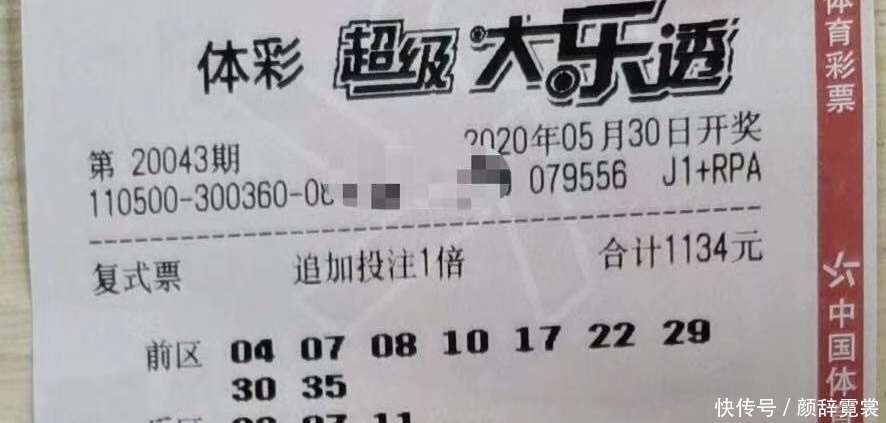 体彩 超级大乐透
第 20043期 2020年05月30日开奖
110500-300360-08 079556 J1+RPA
复式票 追加投注1倍 合计1134元
前区 04 07 08 10 17 22 29
30 35
07 11
体育彩票
中国体
快传号 / 颜辞霓裳